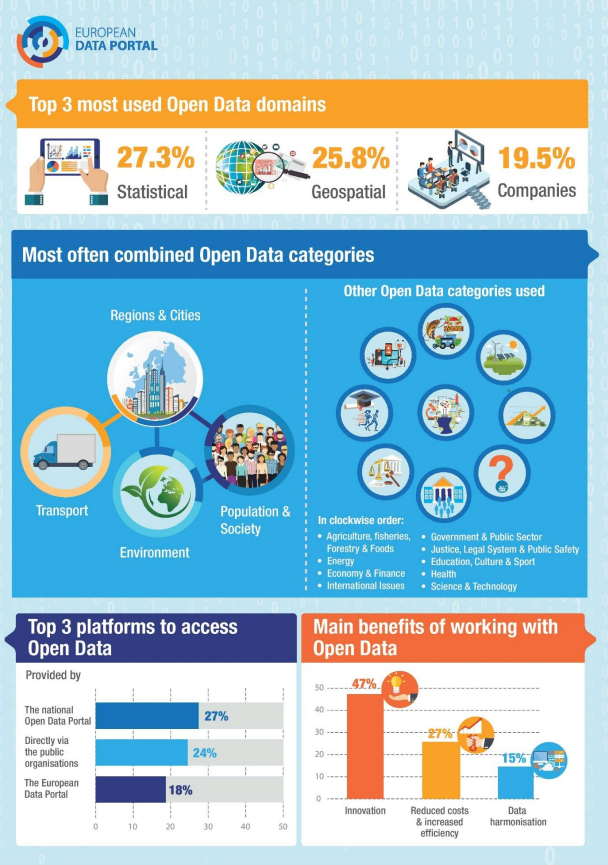 EUROPEAN
DATA PORTAL
Top 3 most used Open Data domains
27.3%
Statistical
25.8%
Geospatial
19.5%
Companies
Most often combined Open Data categories
Regions & Cities
Transport
Environment
Population &
Society
Other Open Data categories used
?
In clockwise order:
• Agriculture, fisheries,
Forestry & Foods
• Energy
• Economy & Finance
• International Issues
• Government & Public Sector
• Justice, Legal System & Public Safety
• Education, Culture & Sport
• Health
• Science & Technology
Top 3 platforms to access
Open Data
Provided by
The national
Open Data Portal
27%
Directly via
the public
organisations
24%
The European
Data Portal
18%
0 10 20 30 40 50
Main benefits of working with
Open Data
50
40
30
20
10
0
47%
27%
15%
Innovation
Reduced costs
& increased
efficiency
Data
harmonisation